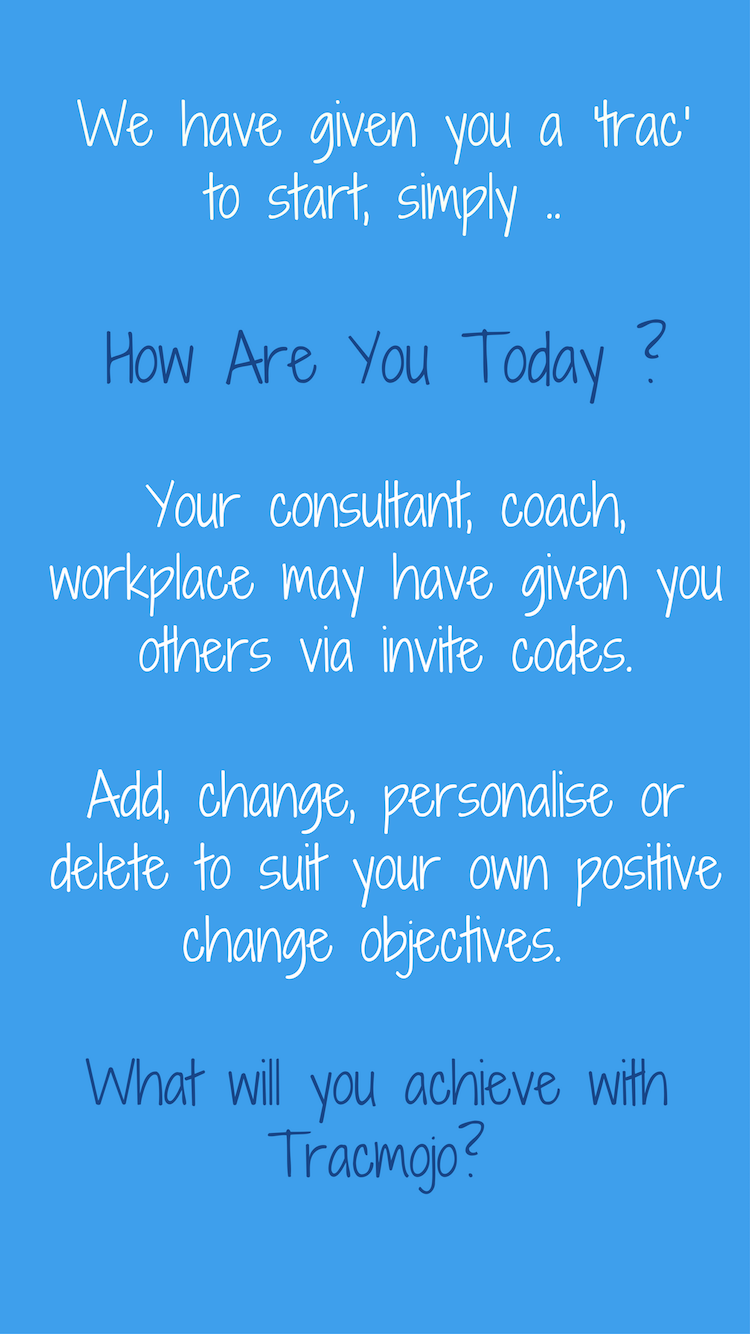 We have given you a 'trac'
to start, simply ..
How Are You Today ?
Your consultant, coach,
workplace may have given you
others via invite codes.
Add, change, personalise or
delete to suit your own positive
change objectives.
What will you achieve with
Tracmojo?